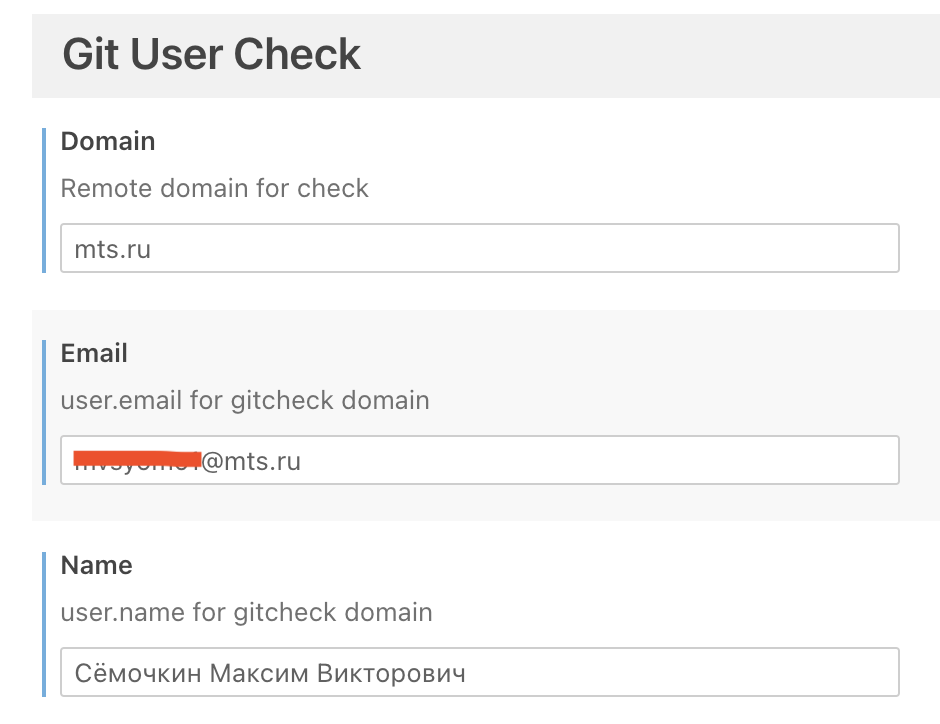 Git User Check
Domain
Remote domain for check
mts.ru
Email
user.email for gitcheck domain
@mts.ru
Name
user.name for gitcheck domain
Сёмочкин Максим Викторович